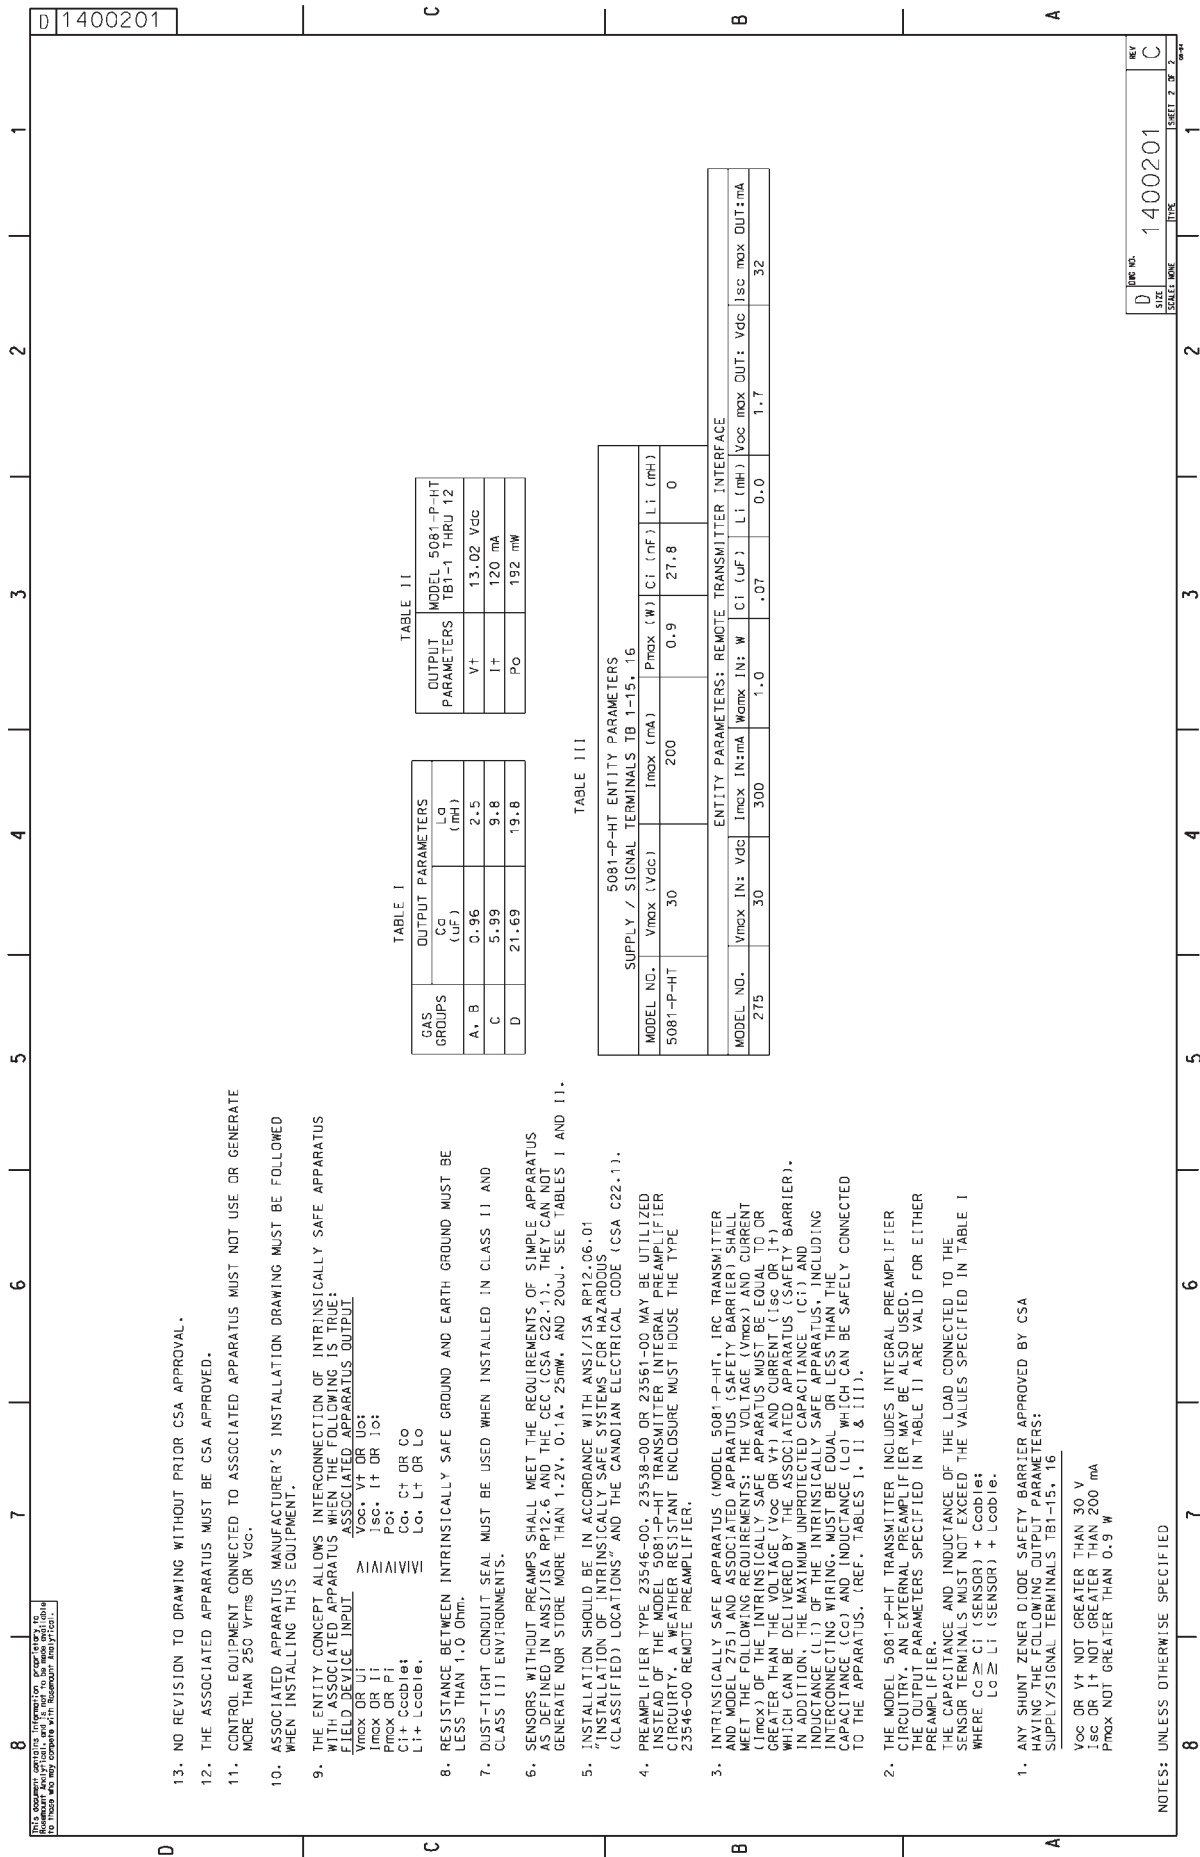 This document contains information proprietary to
Rosemount Analytical, and is not to be made available
to those who may compete with Rosemount Analytical.
8
7
6
5
4
3
2
1
D 1400201
D
C
B
A
13. NO REVISION TO DRAWING WITHOUT PRIOR CSA APPROVAL.
12. THE ASSOCIATED APPARATUS MUST BE CSA APPROVED.
11. CONTROL EQUIPMENT CONNECTED TO ASSOCIATED APPARATUS MUST NOT USE OR GENERATE
MORE THAN 250 Vrms OR Vdc.
10. ASSOCIATED APPARATUS MANUFACTURER'S INSTALLATION DRAWING MUST BE FOLLOWED
WHEN INSTALLING THIS EQUIPMENT.
9. THE ENTITY CONCEPT ALLOWS INTERCONNECTION OF INTRINSICALLY SAFE APPARATUS
WITH ASSOCIATED APPARATUS WHEN THE FOLLOWING IS TRUE:
FIELD DEVICE INPUT ASSOCIATED APPARATUS OUTPUT
Vmax OR Ui ≥ Voc, Vt OR Uo;
Imax OR Ii ≥ Isc, It OR Io;
Pmax OR Pi ≥ Po;
Ci+ Ccable; ≤ Ca, Ct OR Co
Li+ Lcable. ≤ La, Lt OR Lo
8. RESISTANCE BETWEEN INTRINSICALLY SAFE GROUND AND EARTH GROUND MUST BE
LESS THAN 1.0 Ohm.
7. DUST-TIGHT CONDUIT SEAL MUST BE USED WHEN INSTALLED IN CLASS II AND
CLASS III ENVIRONMENTS.
6. SENSORS WITHOUT PREAMPS SHALL MEET THE REQUIREMENTS OF SIMPLE APPARATUS
AS DEFINED IN ANSI/ISA RP12.6 AND THE CEC (CSA C22.1). THEY CAN NOT
GENERATE NOR STORE MORE THAN 1.2V, 0.1A, 25mW, AND 20uJ. SEE TABLES I AND II.
5. INSTALLATION SHOULD BE IN ACCORDANCE WITH ANSI/ISA RP12.06.01
"INSTALLATION OF INTRINSICALLY SAFE SYSTEMS FOR HAZARDOUS
(CLASSIFIED) LOCATIONS" AND THE CANADIAN ELECTRICAL CODE (CSA C22.1).
4. PREAMPLIFIER TYPE 23546-00, 23538-00 OR 23561-00 MAY BE UTILIZED
INSTEAD OF THE MODEL 5081-P-HT TRANSMITTER INTEGRAL PREAMPLIFIER
CIRCUIRTY. A WEATHER RESISTANT ENCLOSURE MUST HOUSE THE TYPE
23546-00 REMOTE PREAMPLIFIER.
3. INTRINSICALLY SAFE APPARATUS (MODEL 5081-P-HT, IRC TRANSMITTER
AND MODEL 275) AND ASSOCIATED APPARATUS (SAFETY BARRIER) SHALL
MEET THE FOLLOWING REQUIREMENTS: THE VOLTAGE (Vmax) AND CURRENT
(Imax) OF THE INTRINSICALLY SAFE APPARATUS MUST BE EQUAL TO OR
GREATER THAN THE VOLTAGE (Voc OR Vt) AND CURRENT (Isc OR It)
WHICH CAN BE DELIVERED BY THE ASSOCIATED APPARATUS (SAFETY BARRIER).
IN ADDITION, THE MAXIMUM UNPROTECTED CAPACITANCE (Ci) AND
INDUCTANCE (Li) OF THE INTRINSICALLY SAFE APPARATUS, INCLUDING
INTERCONNECTING WIRING, MUST BE EQUAL OR LESS THAN THE
CAPACITANCE (Ca) AND INDUCTANCE (La) WHICH CAN BE SAFELY CONNECTED
TO THE APPARATUS. (REF. TABLES I, II & III).
2. THE MODEL 5081-P-HT TRANSMITTER INCLUDES INTEGRAL PREAMPLIFIER
CIRCUITRY. AN EXTERNAL PREAMPLIFIER MAY BE ALSO USED.
THE OUTPUT PARAMETERS SPECIFIED IN TABLE II ARE VALID FOR EITHER
PREAMPLIFIER.
THE CAPACITANCE AND INDUCTANCE OF THE LOAD CONNECTED TO THE
SENSOR TERMINALS MUST NOT EXCEED THE VALUES SPECIFIED IN TABLE I
WHERE Ca ≥ Ci (SENSOR) + Ccable;
La ≥ Li (SENSOR) + Lcable.
1. ANY SHUNT ZENER DIODE SAFETY BARRIER APPROVED BY CSA
HAVING THE FOLLOWING OUTPUT PARAMETERS:
SUPPLY/SIGNAL TERMINALS TB1-15, 16
Voc OR Vt NOT GREATER THAN 30 V
Isc OR It NOT GREATER THAN 200 mA
Pmax NOT GREATER THAN 0.9 W
NOTES: UNLESS OTHERWISE SPECIFIED
TABLE I
GAS GROUPS OUTPUT PARAMETERS
Ca (uF) La (mH)
A, B 0.96 2.5
C 5.99 9.8
D 21.69 19.8
TABLE II
OUTPUT PARAMETERS MODEL 5081-P-HT TB1-1 THRU 12
Vt 13.02 Vdc
It 120 mA
Po 192 mW
TABLE III
5081-P-HT ENTITY PARAMETERS
SUPPLY / SIGNAL TERMINALS TB 1-15, 16
MODEL NO. Vmax (Vdc) Imax (mA) Pmax (W) Ci (nF) Li (mH)
5081-P-HT 30 200 0.9 27.8 0
ENTITY PARAMETERS: REMOTE TRANSMITTER INTERFACE
MODEL NO. Vmax IN: Vdc Imax IN:mA Wamx IN: W Ci (uF) Li (mH) Voc max OUT: Vdc Isc max OUT:mA
275 30 300 1.0 .07 0.0 1.7 32
D
SIZE
DWG NO.
1400201
REV
C
SCALE: NONE
TYPE
SHEET 2 OF 2
08-94
8
7
6
5
4
3
2
1
D
C
B
A